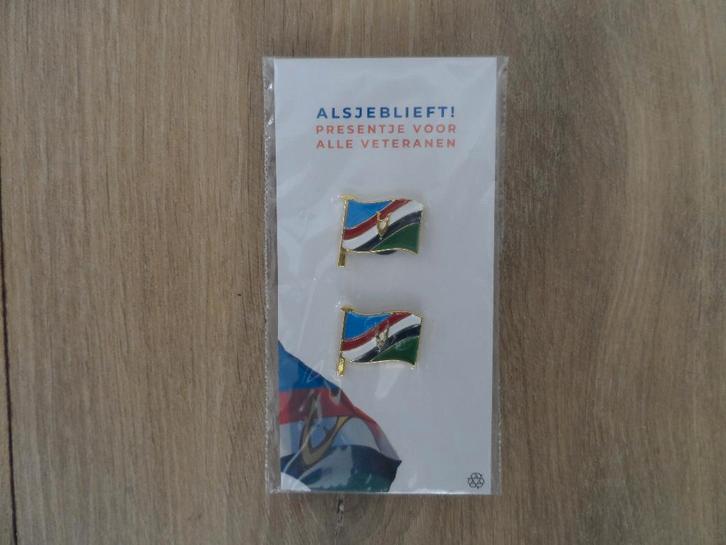 ALSJEBLIEFT!
PRESENTJE VOOR
ALLE VETERANEN